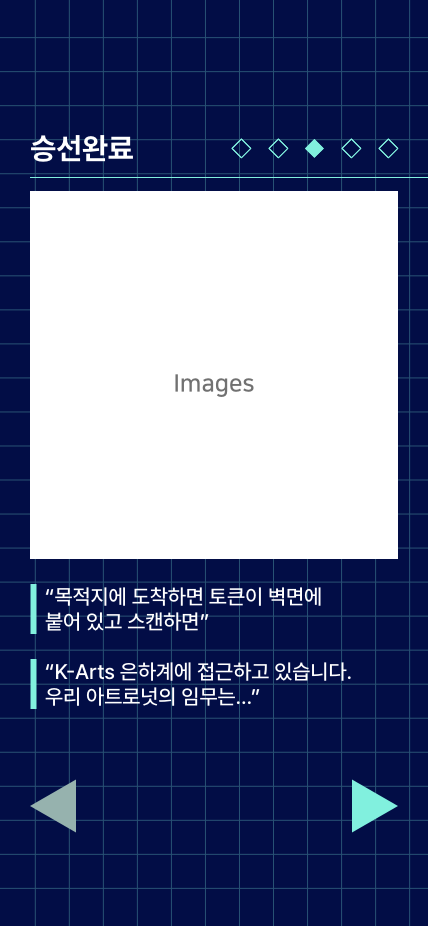 승선완료
Images
“목적지에 도착하면 토큰이 벽면에
붙어 있고 스캔하면”
“K-Arts 은하계에 접근하고 있습니다.
우리 아트로넛의 임무는...”